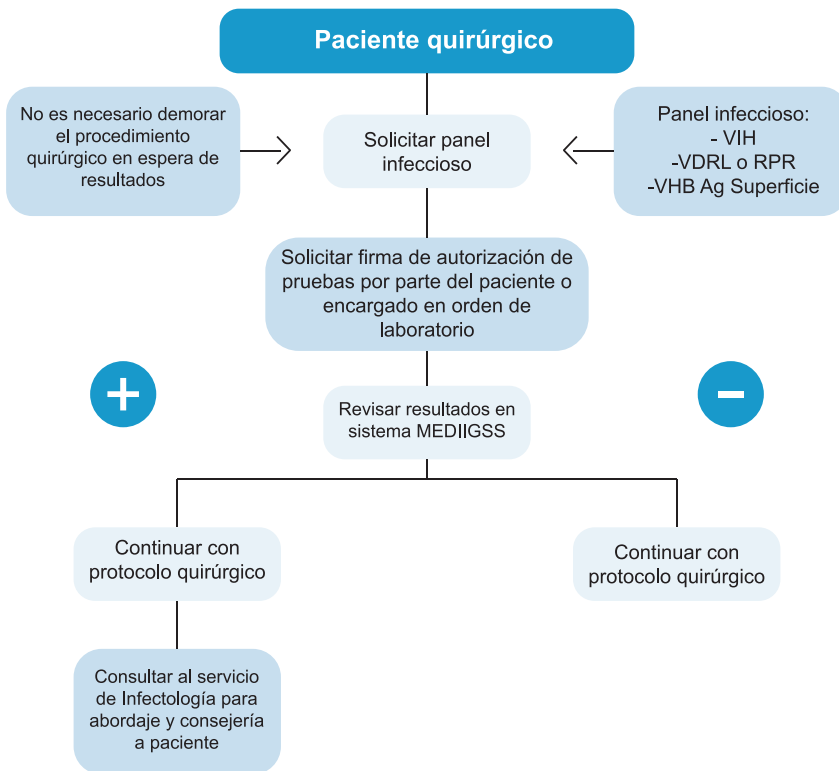 Paciente quirúrgico
No es necesario demorar
el procedimiento
quirúrgico en espera de
resultados
Solicitar panel
infeccioso
Panel infeccioso:
- VIH
-VDRL o RPR
-VHB Ag Superficie
Solicitar firma de autorización de
pruebas por parte del paciente o
encargado en orden de
laboratorio
+
−
Revisar resultados en
sistema MEDIIGSS
Continuar con
protocolo quirúrgico
Continuar con
protocolo quirúrgico
Consultar al servicio
de Infectología para
abordaje y consejería
a paciente